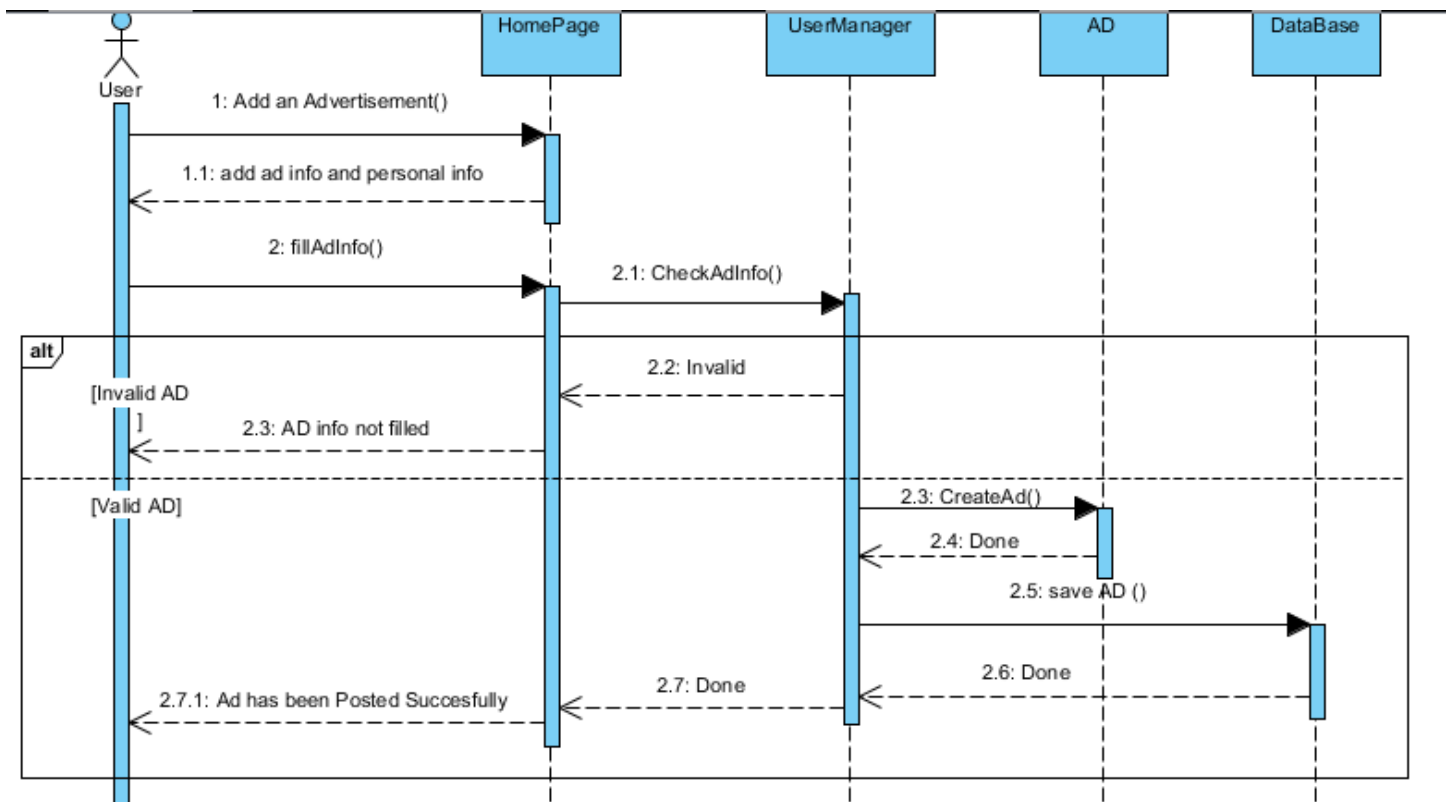 HomePage
UserManager
AD
DataBase
User
1: Add an Advertisement()
1.1: add ad info and personal info
2: fillAdInfo()
2.1: CheckAdInfo()
alt
2.2: Invalid
[Invalid AD
]
2.3: AD info not filled
[Valid AD]
2.3: CreateAd()
2.4: Done
2.5: save AD ()
2.6: Done
2.7: Done
2.7.1: Ad has been Posted Succesfully